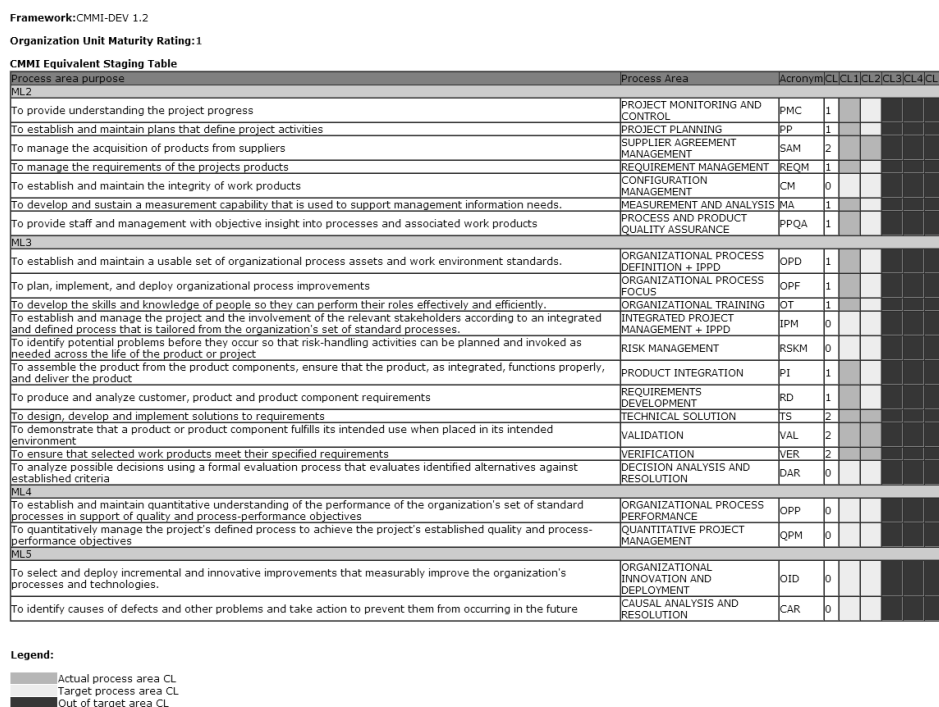 Framework:CMMI-DEV 1.2
Organization Unit Maturity Rating:1
CMMI Equivalent Staging Table
Process area purpose Process Area Acronym CL CL1 CL2 CL3 CL4 CL
ML2
To provide understanding the project progress PROJECT MONITORING AND CONTROL PMC 1
To establish and maintain plans that define project activities PROJECT PLANNING PP 1
To manage the acquisition of products from suppliers SUPPLIER AGREEMENT MANAGEMENT SAM 2
To manage the requirements of the projects products REQUIREMENT MANAGEMENT REQM 1
To establish and maintain the integrity of work products CONFIGURATION MANAGEMENT CM 0
To develop and sustain a measurement capability that is used to support management information needs. MEASUREMENT AND ANALYSIS MA 1
To provide staff and management with objective insight into processes and associated work products PROCESS AND PRODUCT QUALITY ASSURANCE PPQA 1
ML3
To establish and maintain a usable set of organizational process assets and work environment standards. ORGANIZATIONAL PROCESS DEFINITION + IPPD OPD 1
To plan, implement, and deploy organizational process improvements ORGANIZATIONAL PROCESS FOCUS OPF 1
To develop the skills and knowledge of people so they can perform their roles effectively and efficiently. ORGANIZATIONAL TRAINING OT 1
To establish and manage the project and the involvement of the relevant stakeholders according to an integrated and defined process that is tailored from the organization's set of standard processes. INTEGRATED PROJECT MANAGEMENT + IPPD IPM 0
To identify potential problems before they occur so that risk-handling activities can be planned and invoked as needed across the life of the product or project RISK MANAGEMENT RSKM 0
To assemble the product from the product components, ensure that the product, as integrated, functions properly, and deliver the product PRODUCT INTEGRATION PI 1
To produce and analyze customer, product and product component requirements REQUIREMENTS DEVELOPMENT RD 1
To design, develop and implement solutions to requirements TECHNICAL SOLUTION TS 2
To demonstrate that a product or product component fulfills its intended use when placed in its intended environment VALIDATION VAL 2
To ensure that selected work products meet their specified requirements VERIFICATION VER 2
To analyze possible decisions using a formal evaluation process that evaluates identified alternatives against established criteria DECISION ANALYSIS AND RESOLUTION DAR 0
ML4
To establish and maintain quantitative understanding of the performance of the organization's set of standard processes in support of quality and process-performance objectives ORGANIZATIONAL PROCESS PERFORMANCE OPP 0
To quantitatively manage the project's defined process to achieve the project's established quality and process-performance objectives QUANTITATIVE PROJECT MANAGEMENT QPM 0
ML5
To select and deploy incremental and innovative improvements that measurably improve the organization's processes and technologies. ORGANIZATIONAL INNOVATION AND DEPLOYMENT OID 0
To identify causes of defects and other problems and take action to prevent them from occurring in the future CAUSAL ANALYSIS AND RESOLUTION CAR 0
Legend:
Actual process area CL
Target process area CL
Out of target area CL